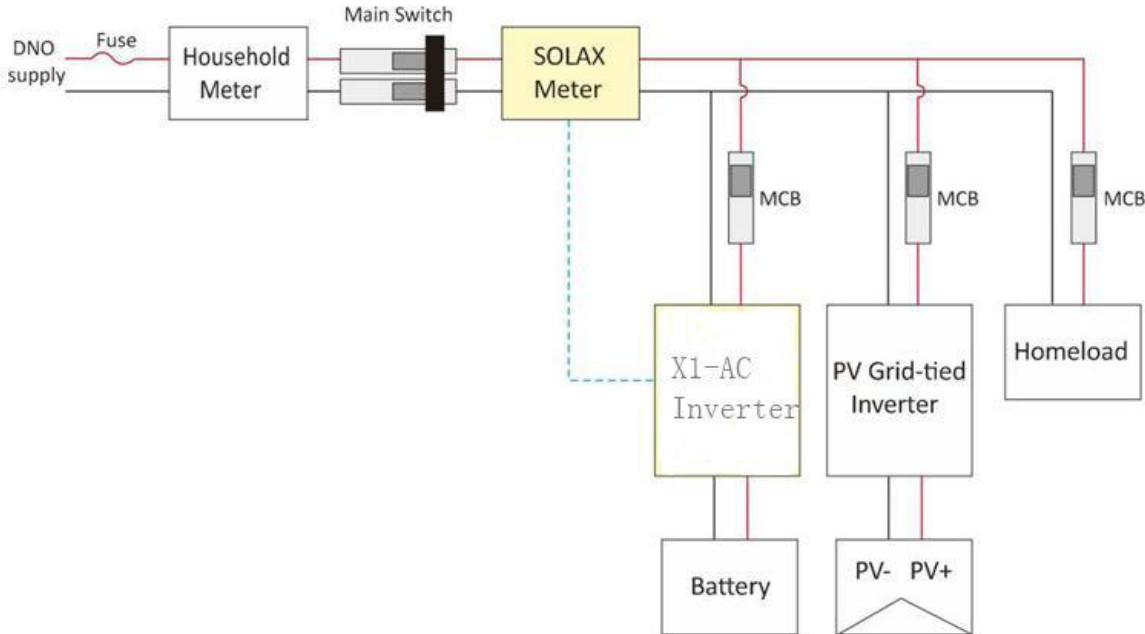 Main Switch
DNO
supply
Fuse
Household
Meter
SOLAX
Meter
MCB
MCB
MCB
X1-AC
Inverter
PV Grid-tied
Inverter
Homeload
Battery
PV- PV+